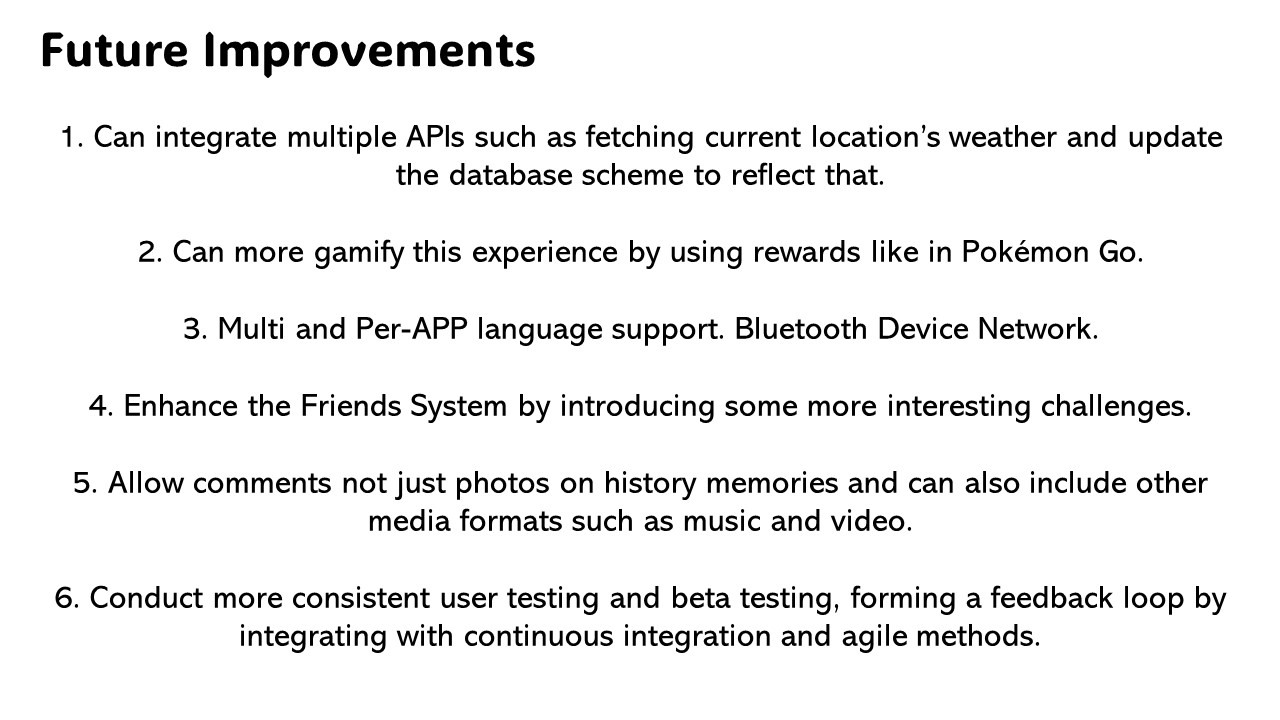 Future Improvements
1. Can integrate multiple APIs such as fetching current location’s weather and update
the database scheme to reflect that.
2. Can more gamify this experience by using rewards like in Pokémon Go.
3. Multi and Per-APP language support. Bluetooth Device Network.
4. Enhance the Friends System by introducing some more interesting challenges.
5. Allow comments not just photos on history memories and can also include other
media formats such as music and video.
6. Conduct more consistent user testing and beta testing, forming a feedback loop by
integrating with continuous integration and agile methods.